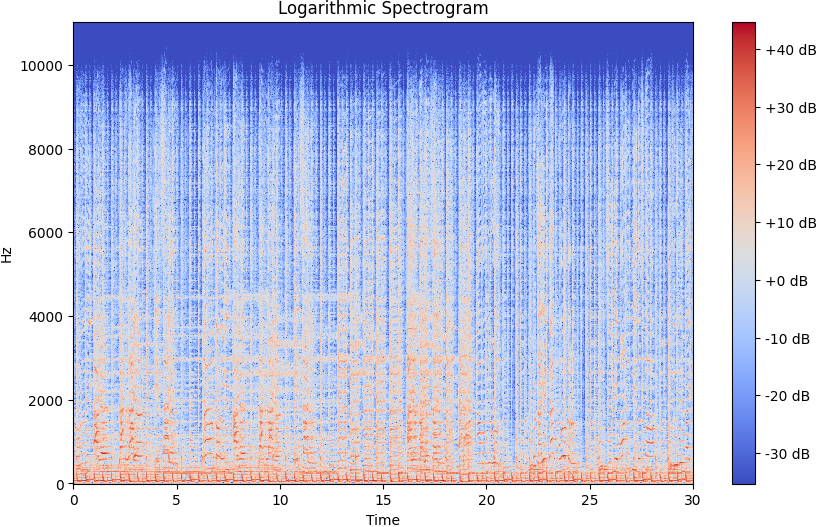 Logarithmic Spectrogram
Hz
10000
8000
6000
4000
2000
0
0 5 10 15 20 25 30
Time
+40 dB
+30 dB
+20 dB
+10 dB
+0 dB
-10 dB
-20 dB
-30 dB